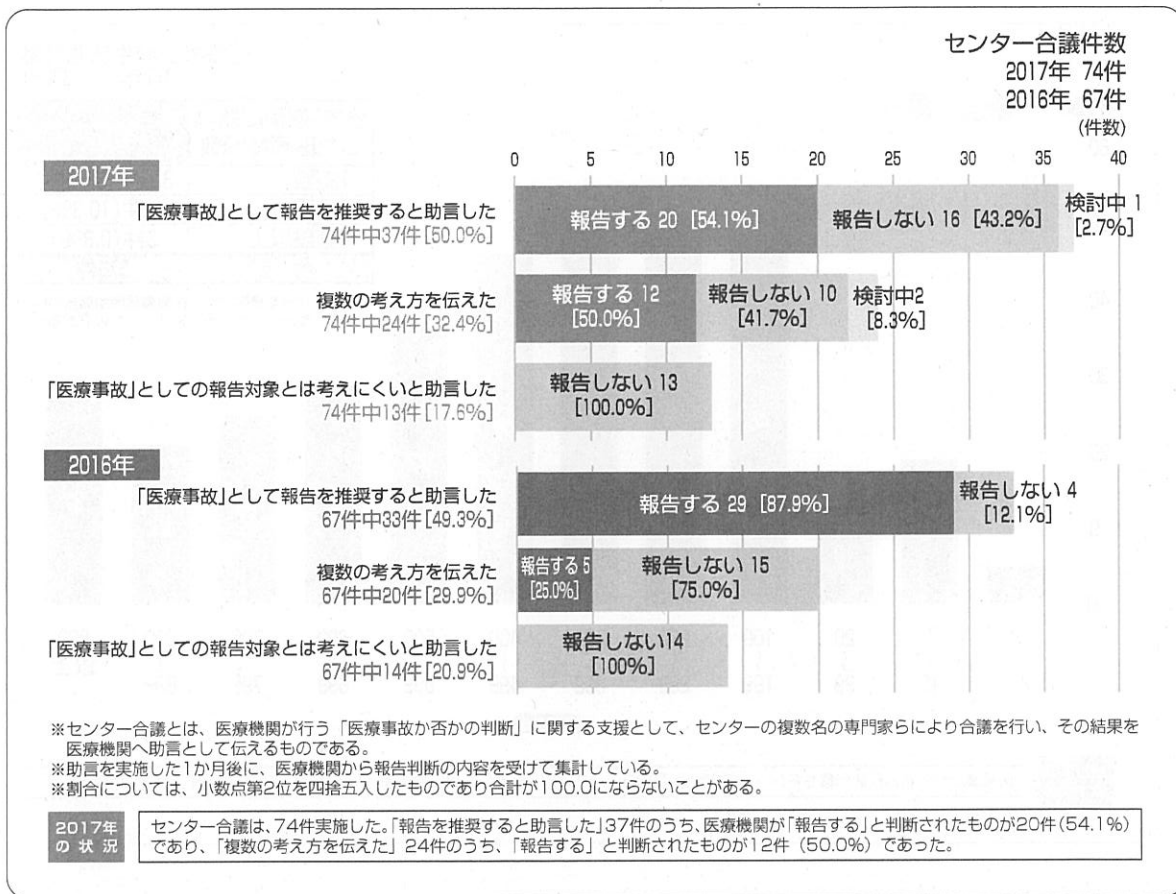 センター合議件数
2017年 74件
2016年 67件
(件数)
0 5 10 15 20 25 30 35 40
2017年
「医療事故」として報告を推奨すると助言した
74件中37件[50.0%]
報告する 20 [54.1%]
報告しない 16 [43.2%]
検討中 1
[2.7%]
複数の考え方を伝えた
74件中24件[32.4%]
報告する 12
[50.0%]
報告しない 10
[41.7%]
検討中2
[8.3%]
「医療事故」としての報告対象とは考えにくいと助言した
74件中13件[17.6%]
報告しない 13
[100.0%]
2016年
「医療事故」として報告を推奨すると助言した
67件中33件[49.3%]
報告する 29 [87.9%]
報告しない 4
[12.1%]
複数の考え方を伝えた
67件中20件[29.9%]
報告する 5
[25.0%]
報告しない 15
[75.0%]
「医療事故」としての報告対象とは考えにくいと助言した
67件中14件[20.9%]
報告しない14
[100%]
※センター合議とは、医療機関が行う「医療事故か否かの判断」に関する支援として、センターの複数名の専門家らにより合議を行い、その結果を
医療機関へ助言として伝えるものである。
※助言を実施した1か月後に、医療機関から報告判断の内容を受けて集計している。
※割合については、小数点第2位を四捨五入したものであり合計が100.0にならないことがある。
2017年
の状況
センター合議は、74件実施した。「報告を推奨すると助言した」37件のうち、医療機関が「報告する」と判断されたものが20件(54.1%)
であり、「複数の考え方を伝えた」24件のうち、「報告する」と判断されたものが12件(50.0%)であった。